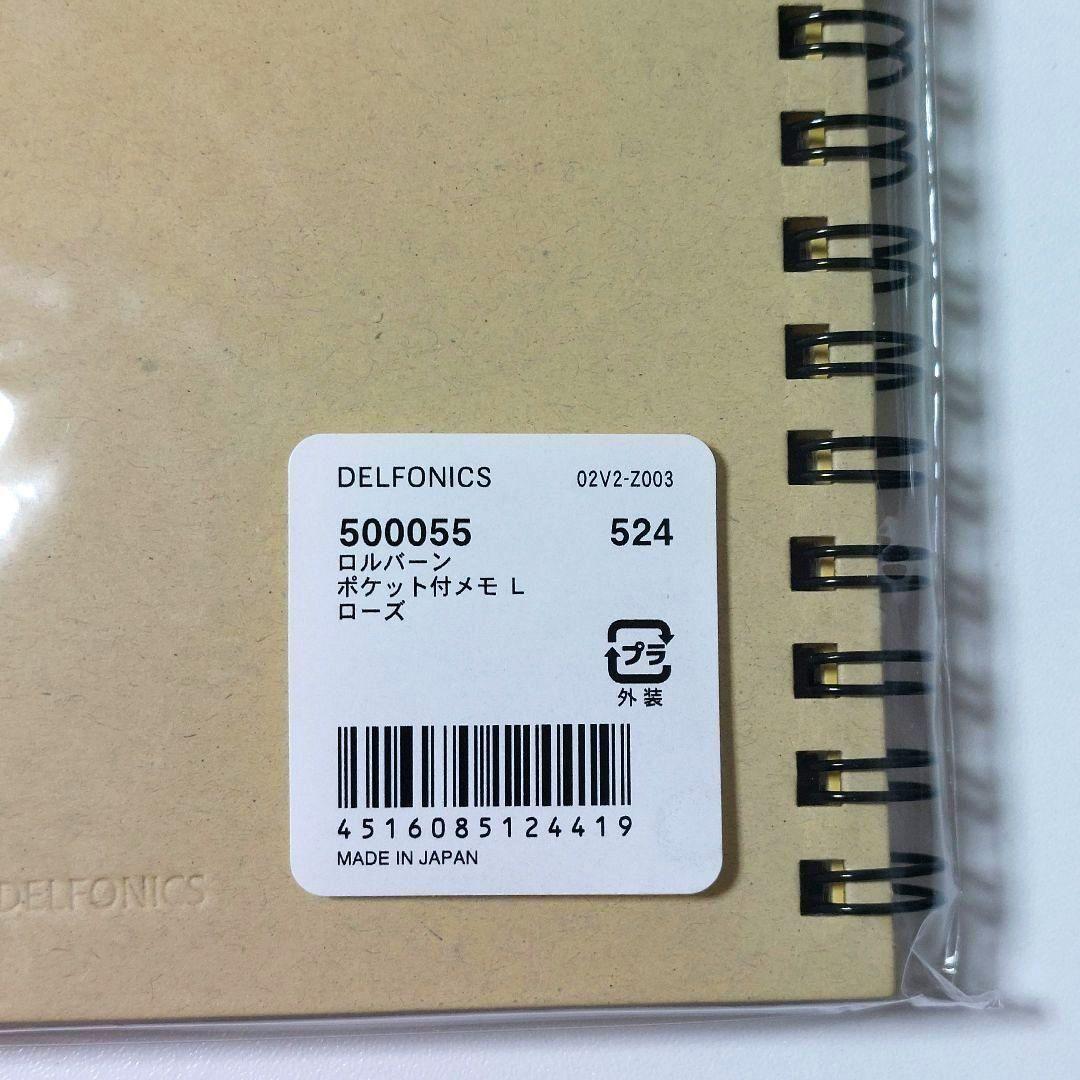 DELFONICS 02V2-Z003
500055 524
ロルバーン
ポケット付メモ L
ローズ
プラ
外装
4516085124419
MADE IN JAPAN
DELFONICS